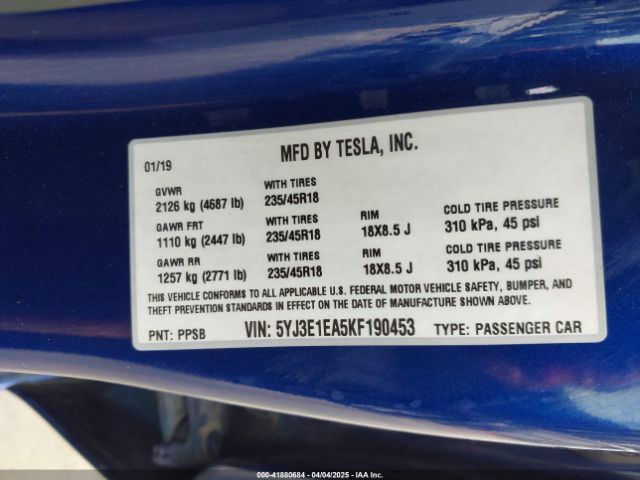 MFD BY TESLA, INC.
01/19
GVWR WITH TIRES
2126 kg (4687 lb) 235/45R18
GAWR FRT WITH TIRES RIM COLD TIRE PRESSURE
1110 kg (2447 lb) 235/45R18 18X8.5 J 310 kPa, 45 psi
GAWR RR WITH TIRES RIM COLD TIRE PRESSURE
1257 kg (2771 lb) 235/45R18 18X8.5 J 310 kPa, 45 psi
THIS VEHICLE CONFORMS TO ALL APPLICABLE U.S. FEDERAL MOTOR VEHICLE SAFETY, BUMPER, AND
THEFT PREVENTION STANDARDS IN EFFECT ON THE DATE OF MANUFACTURE SHOWN ABOVE.
PNT: PPSB VIN: 5YJ3E1EA5KF190453 TYPE: PASSENGER CAR
000-41880684 - 04/04/2025 - IAA Inc.